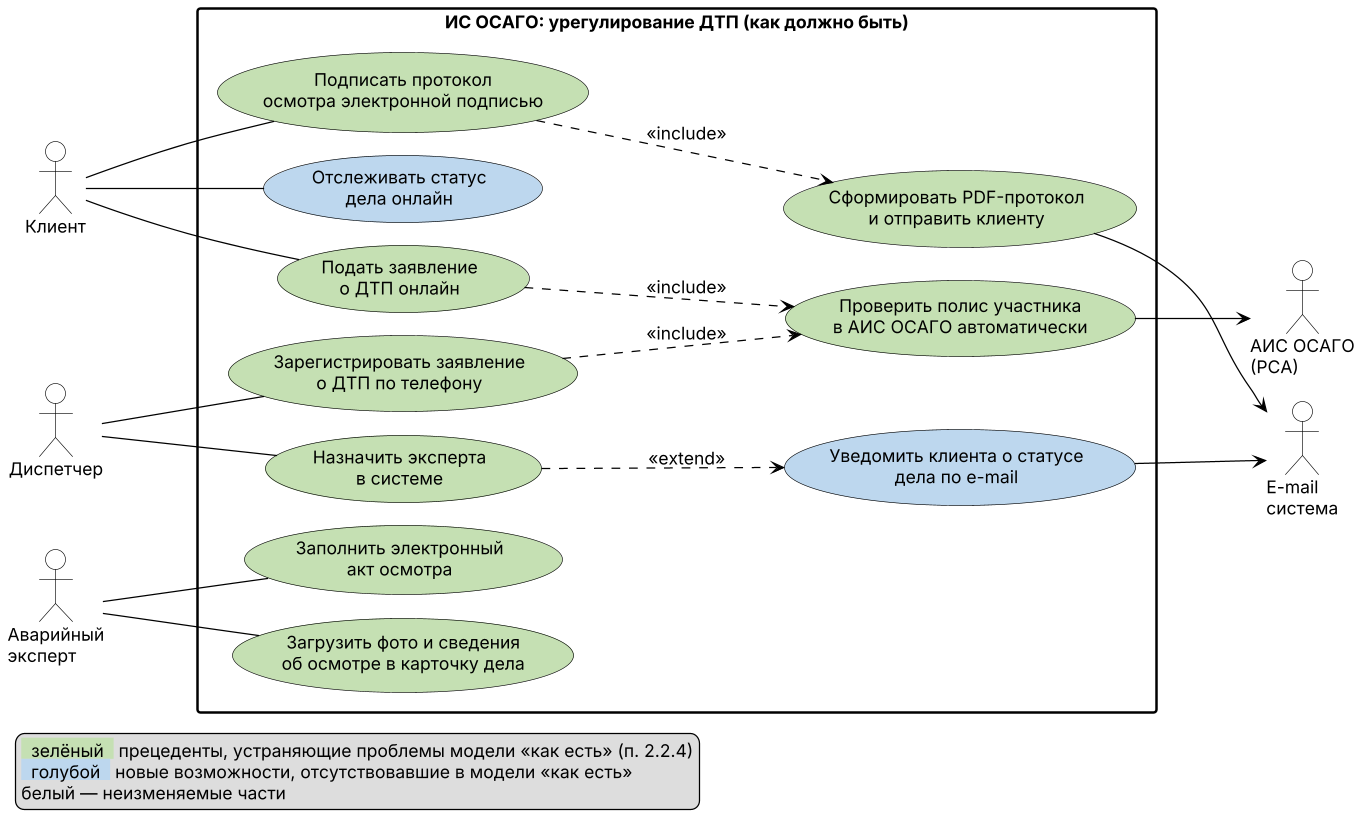 ИС ОСАГО: урегулирование ДТП (как должно быть)
Подписать протокол
осмотра электронной подписью
«include»
Отслеживать статус
дела онлайн
Сформировать PDF-протокол
и отправить клиенту
Клиент
Подать заявление
о ДТП онлайн
«include»
Проверить полис участника
в АИС ОСАГО автоматически
«include»
АИС ОСАГО
(РСА)
Зарегистрировать заявление
о ДТП по телефону
Диспетчер
Назначить эксперта
в системе
«extend»
Уведомить клиента о статусе
дела по e-mail
E-mail
система
Заполнить электронный
акт осмотра
Аварийный
эксперт
Загрузить фото и сведения
об осмотре в карточку дела
зелёный прецеденты, устраняющие проблемы модели «как есть» (п. 2.2.4)
голубой новые возможности, отсутствовавшие в модели «как есть»
белый — неизменяемые части